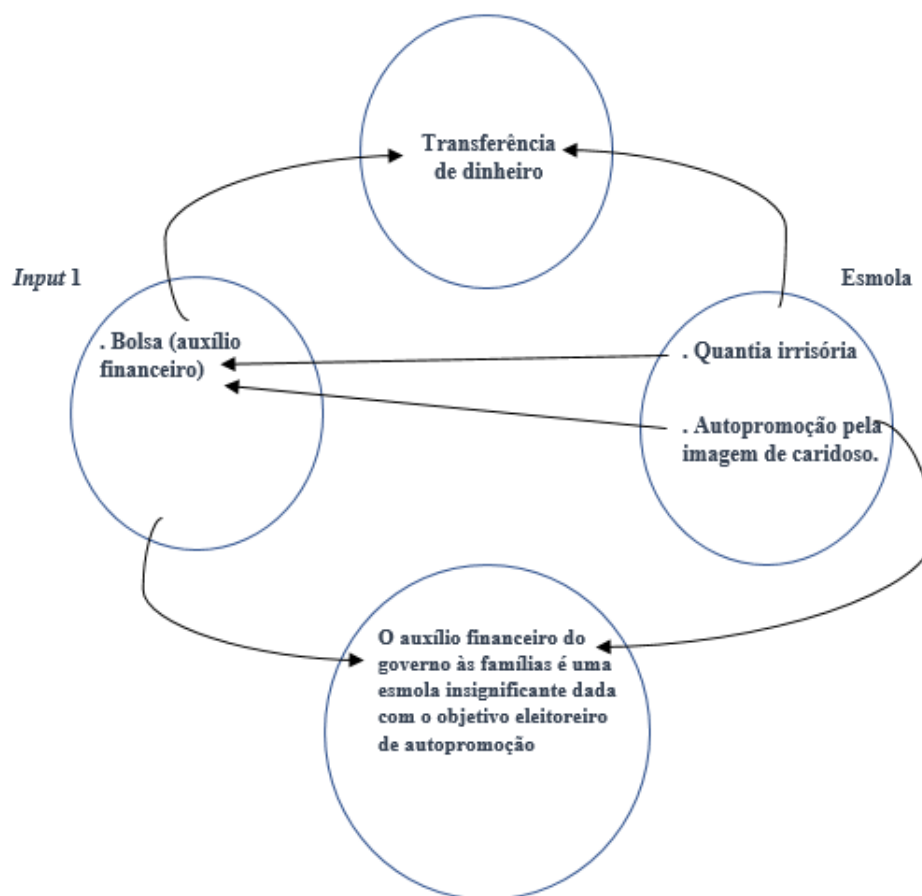 Transferência
de dinheiro
Input 1
Esmola
. Bolsa (auxílio
financeiro)
. Quantia irrisória
. Autopromoção pela
imagem de caridoso.
O auxílio financeiro do
governo às famílias é uma
esmola insignificante dada
com o objetivo eleitoreiro
de autopromoção